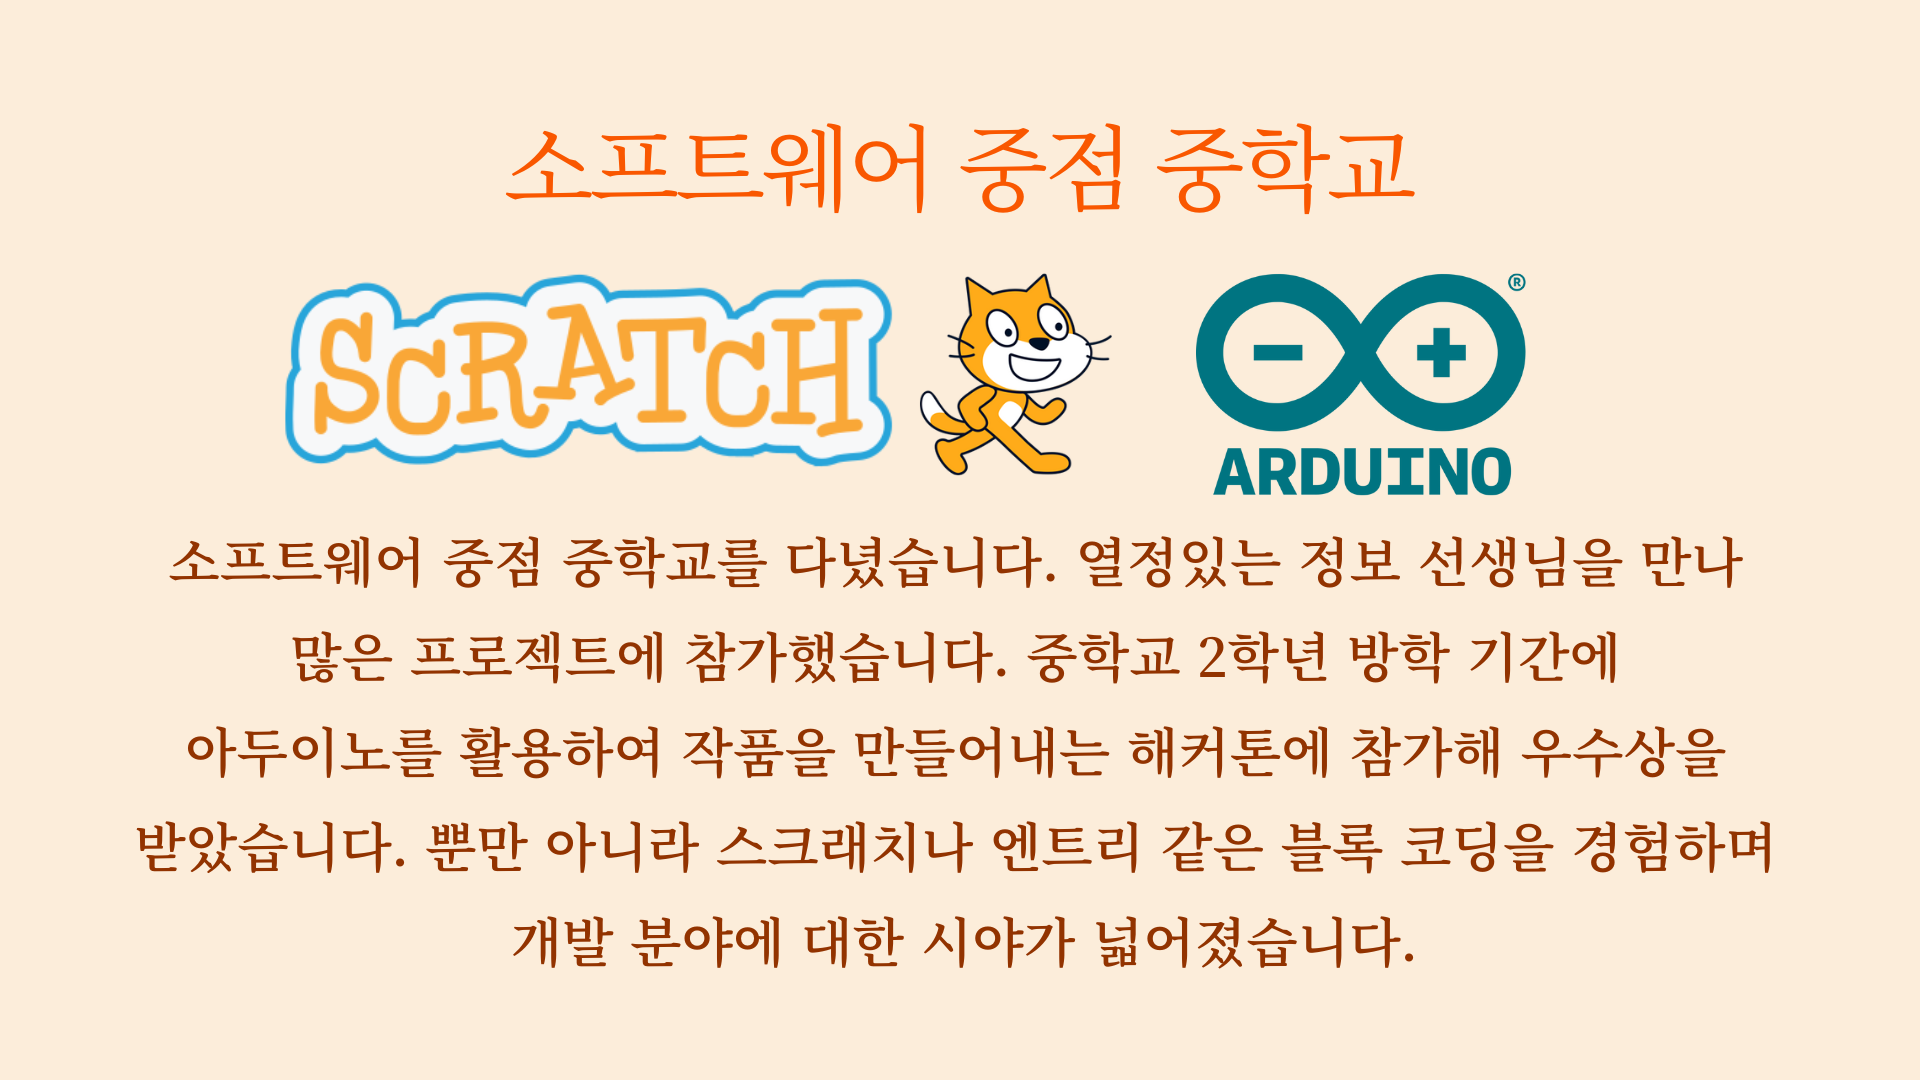 소프트웨어 중점 중학교
SCRATCH
®
ARDUINO
소프트웨어 중점 중학교를 다녔습니다. 열정있는 정보 선생님을 만나
많은 프로젝트에 참가했습니다. 중학교 2학년 방학 기간에
아두이노를 활용하여 작품을 만들어내는 해커톤에 참가해 우수상을
받았습니다. 뿐만 아니라 스크래치나 엔트리 같은 블록 코딩을 경험하며
개발 분야에 대한 시야가 넓어졌습니다.